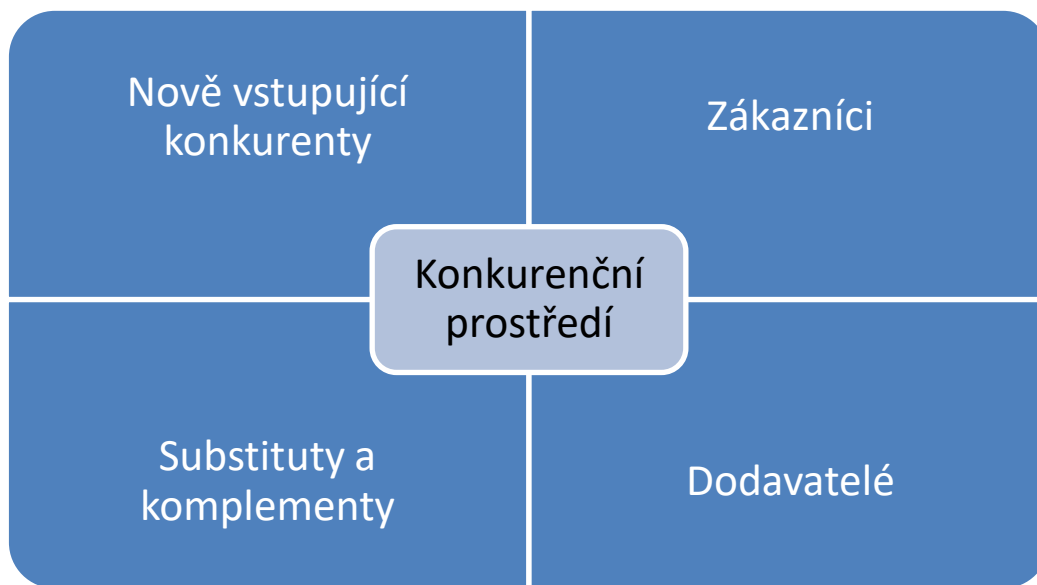 Nově vstupující
konkurenty
Zákazníci
Konkurenční
prostředí
Substituty a
komplementy
Dodavatelé